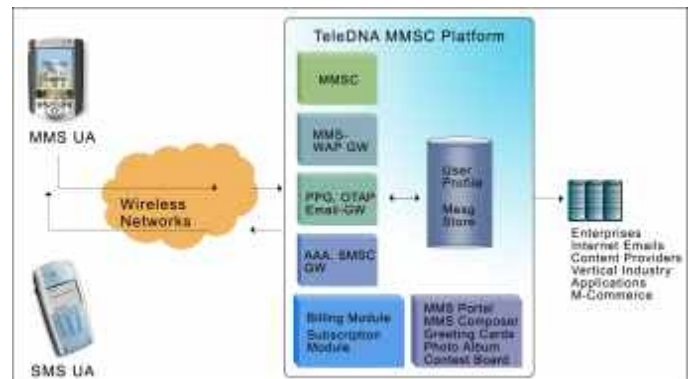 TeleDNA MMSC Platform
MMS UA
Wireless
Networks
SMS UA
MMSC
MMS-
WAP GW
PPG, OTAP
Email-GW
AAA, SMSC
GW
User
Profile
Mesg
Store
Billing Module
Subscription
Module
MMS Portal
MMS Composer
Greeting Cards
Photo Album
Contest Board
Enterprises
Internet Emails
Content Providers
Vertical Industry
Applications
M-Commerce